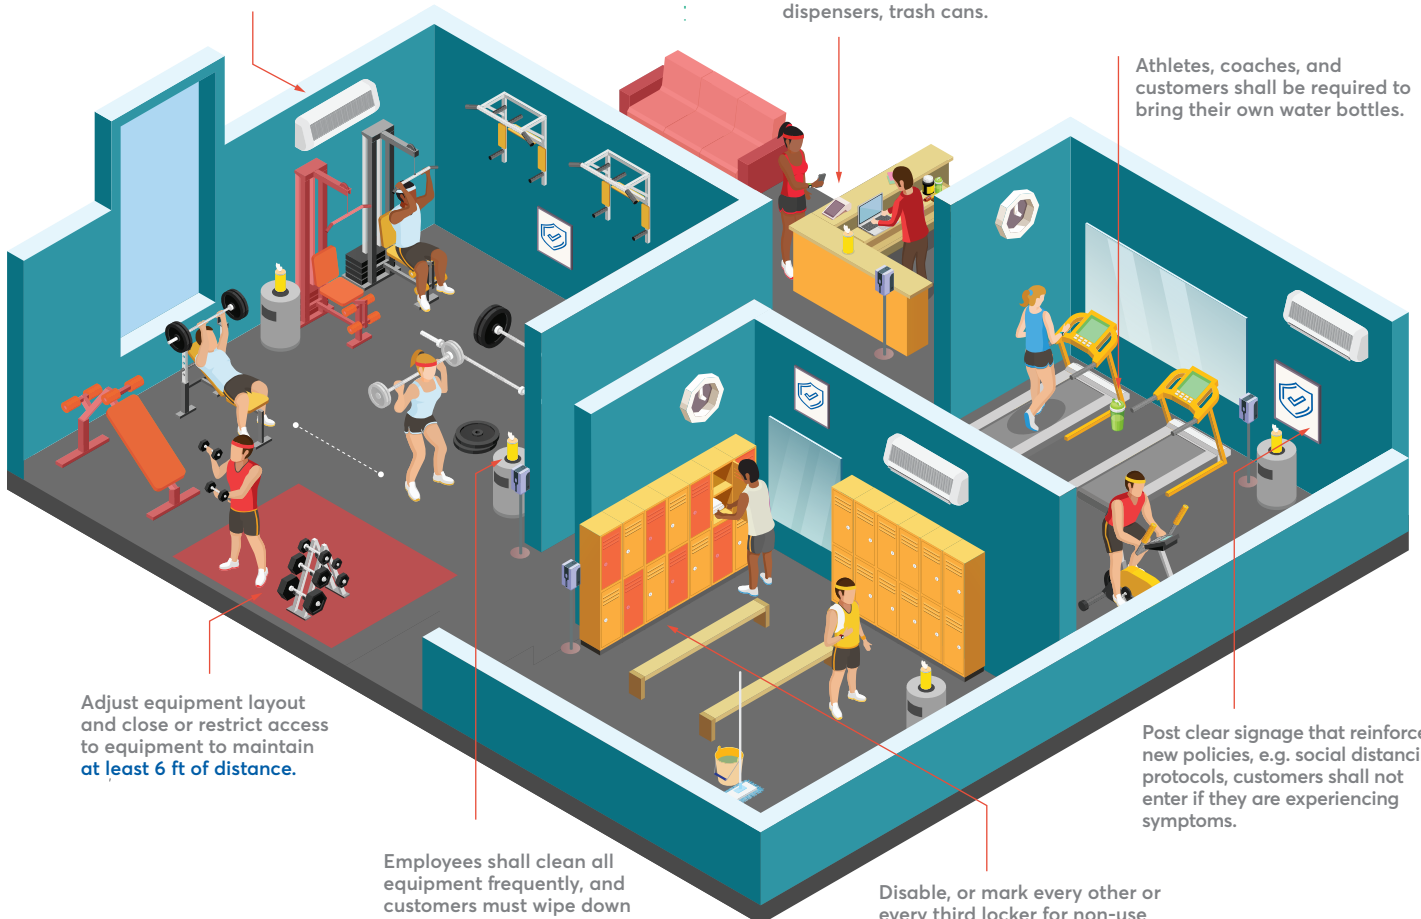 dispensers, trash cans.
Athletes, coaches, and
customers shall be required to
bring their own water bottles.
Adjust equipment layout
and close or restrict access
to equipment to maintain
at least 6 ft of distance.
Post clear signage that reinforce
new policies, e.g. social distanci
protocols, customers shall not
enter if they are experiencing
symptoms.
Employees shall clean all
equipment frequently, and
customers must wipe down
Disable, or mark every other or
every third locker for non-use